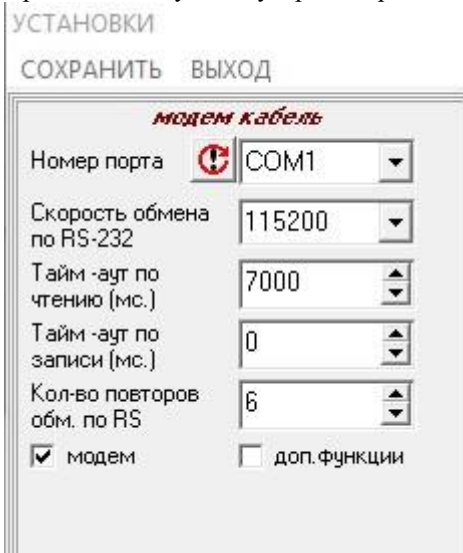 УСТАНОВКИ
СОХРАНИТЬ ВЫХОД
модем кабель
Номер порта COM1
Скорость обмена
по RS-232
115200
Тайм -аут по
чтению (мс.)
7000
Тайм -аут по
записи (мс.)
0
Кол-во повторов
обм. по RS
6
модем доп.функции